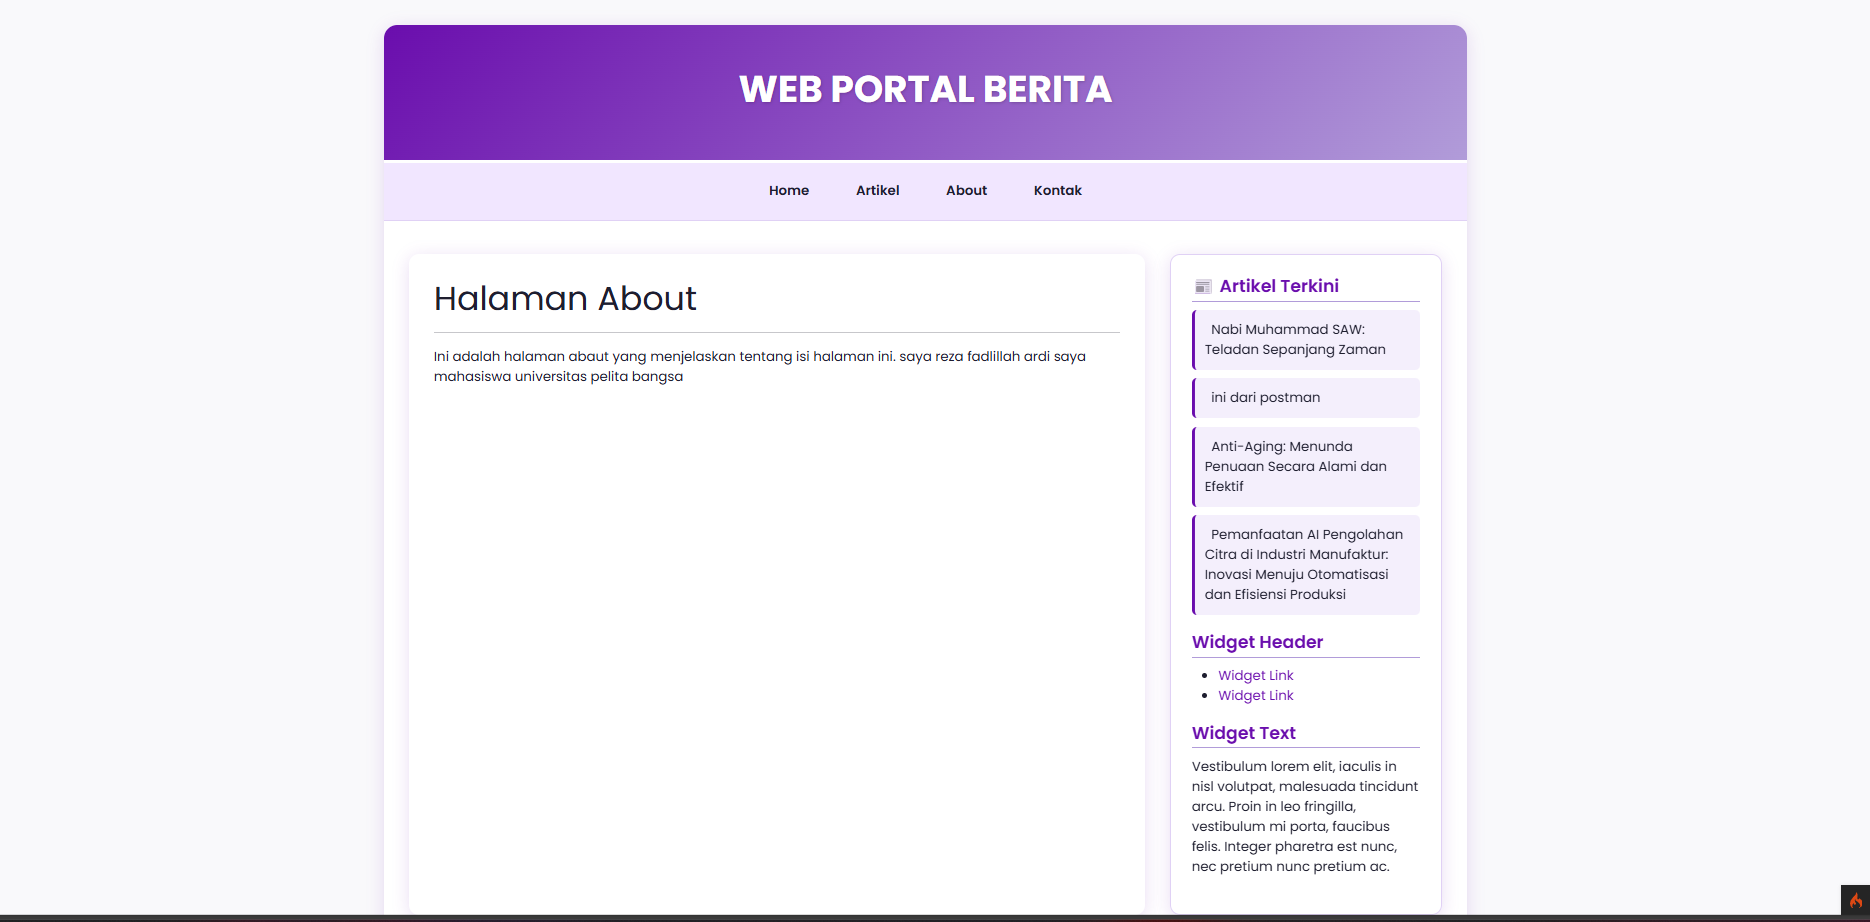 WEB PORTAL BERITA
Home Artikel About Kontak
Halaman About
Ini adalah halaman abaut yang menjelaskan tentang isi halaman ini. saya reza fadlillah ardi saya
mahasiswa universitas pelita bangsa
Artikel Terkini
Nabi Muhammad SAW:
Teladan Sepanjang Zaman
ini dari postman
Anti-Aging: Menunda
Penuaan Secara Alami dan
Efektif
Pemanfaatan AI Pengolahan
Citra di Industri Manufaktur:
Inovasi Menuju Otomatisasi
dan Efisiensi Produksi
Widget Header
Widget Link
Widget Link
Widget Text
Vestibulum lorem elit, iaculis in
nisl volutpat, malesuada tincidunt
arcu. Proin in leo fringilla,
vestibulum mi porta, faucibus
felis. Integer pharetra est nunc,
nec pretium nunc pretium ac.